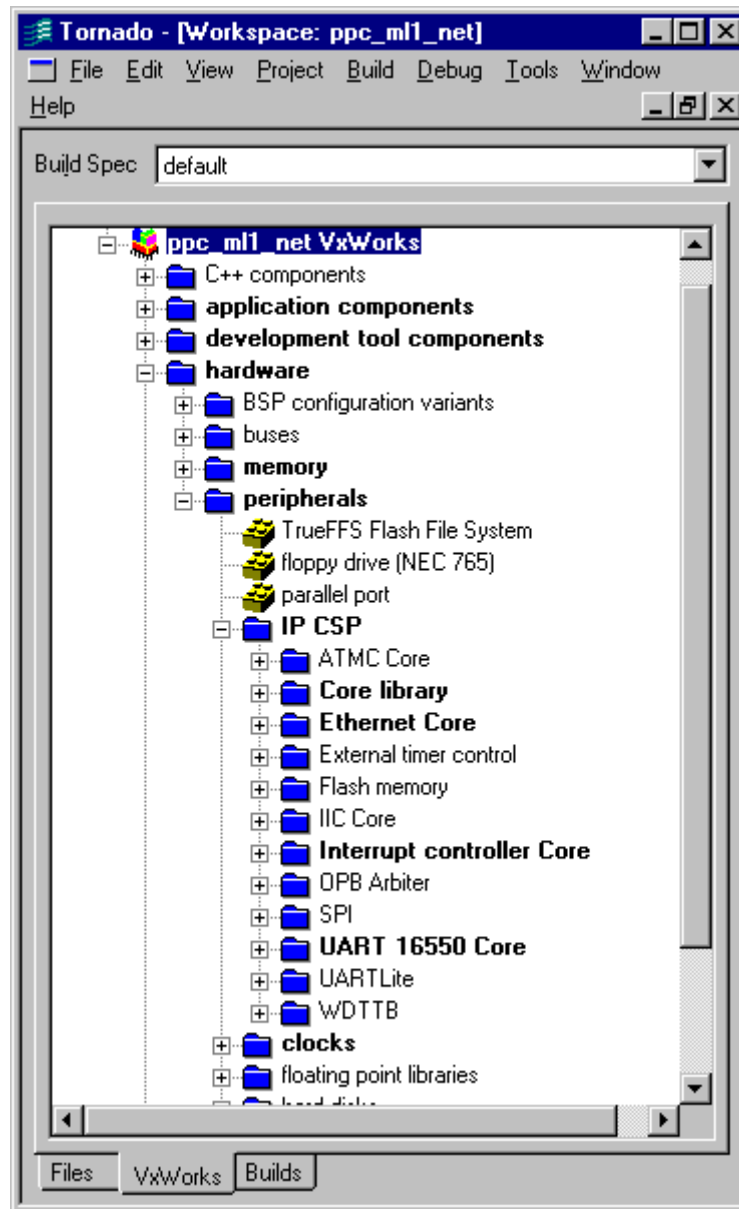 Tornado - [Workspace: ppc_ml1_net]
File Edit View Project Build Debug Tools Window
Help
Build Spec default
ppc_ml1_net VxWorks
C++ components
application components
development tool components
hardware
BSP configuration variants
buses
memory
peripherals
TrueFFS Flash File System
floppy drive (NEC 765)
parallel port
IP CSP
ATMC Core
Core library
Ethernet Core
External timer control
Flash memory
IIC Core
Interrupt controller Core
OPB Arbiter
SPI
UART 16550 Core
UARTLite
WDTTB
clocks
floating point libraries
hard disks
Files VxWorks Builds